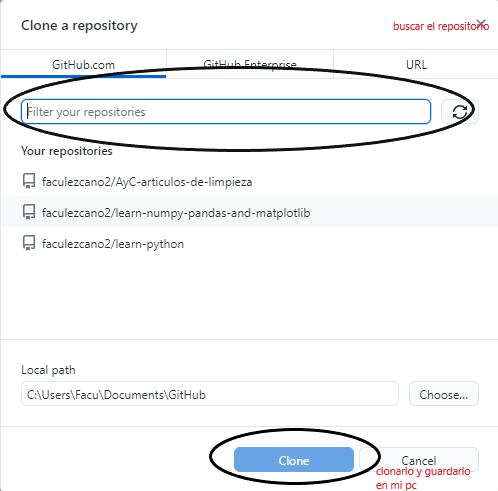 Clone a repository
buscar el repositorio
GitHub.com GitHub Enterprise URL
Filter your repositories
Your repositories
faculezcano2/AyC-articulos-de-limpieza
faculezcano2/learn-numpy-pandas-and-matplotlib
faculezcano2/learn-python
Local path
C:\Users\Facu\Documents\GitHub Choose...
Clone Cancel
clonarlo y guardarlo
en mi pc